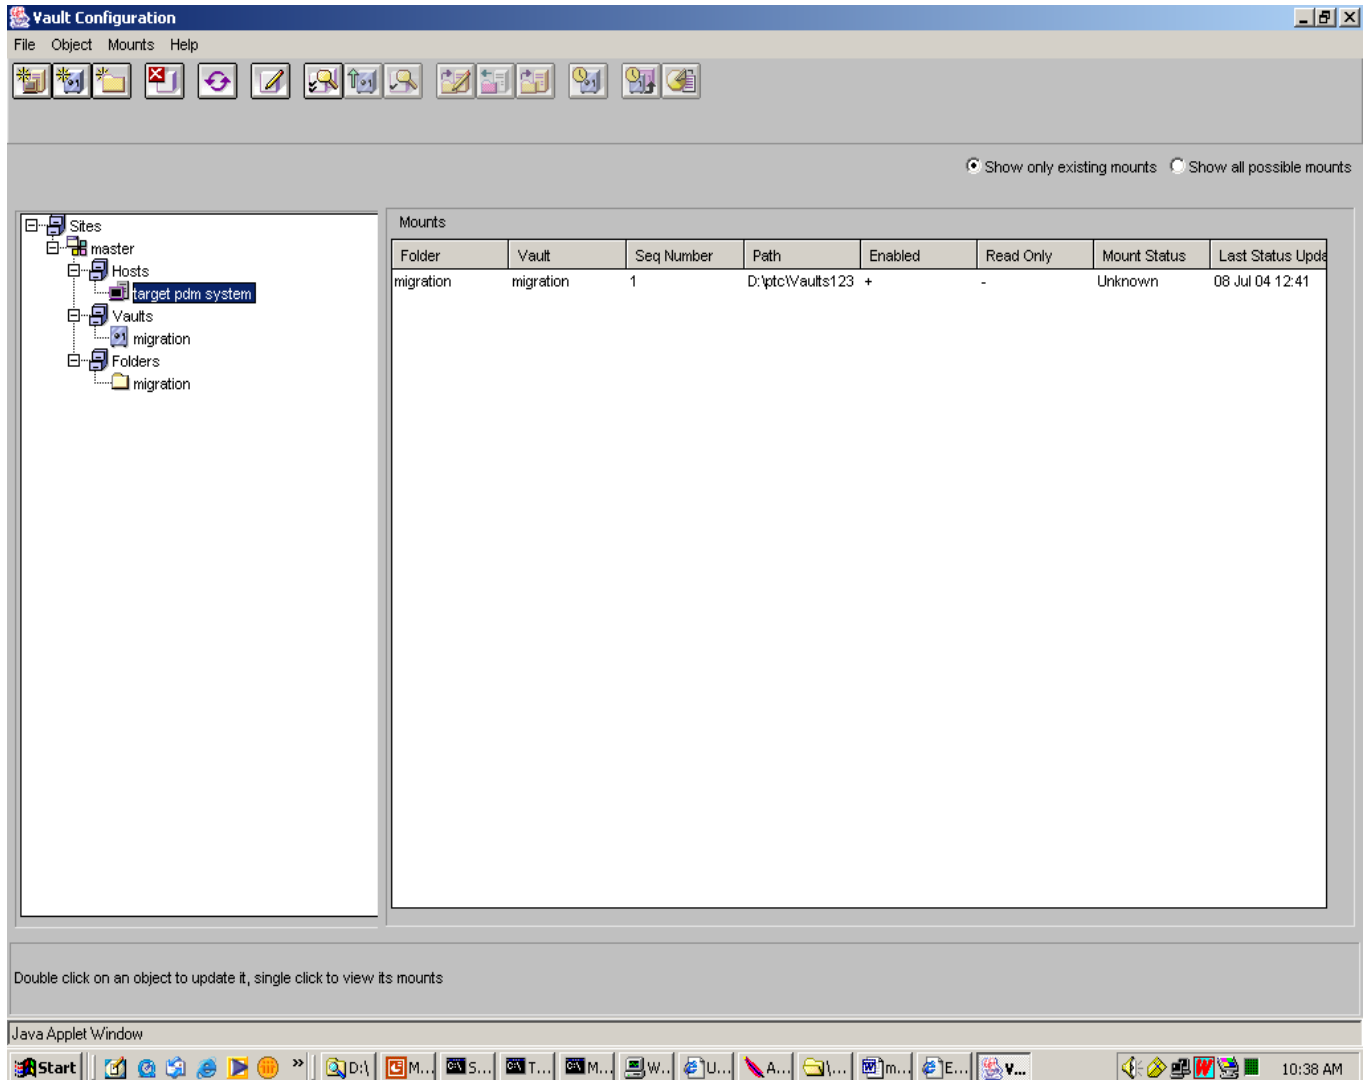 Vault Configuration
File Object Mounts Help
Show only existing mounts Show all possible mounts
Sites
master
Hosts
target pdm system
Vaults
migration
Folders
migration
Mounts
Folder Vault Seq Number Path Enabled Read Only Mount Status Last Status Upda
migration migration 1 D:\ptc\Vaults123 + - Unknown 08 Jul 04 12:41
Double click on an object to update it, single click to view its mounts
Java Applet Window
Start » D:\ M... S... T... M... W... U... A... \... m... E... V... 10:38 AM